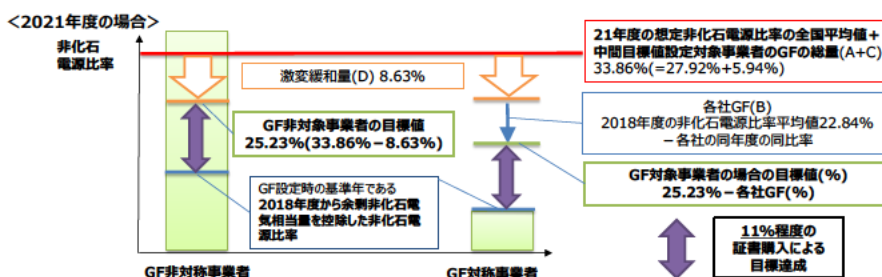 ＜2021年度の場合＞
非化石
電源比率
21年度の想定非化石電源比率の全国平均値＋
中間目標値設定対象事業者のGFの総量(A+C)
33.86%(=27.92%+5.94%)
激変緩和量(D) 8.63%
各社GF(B)
2018年度の非化石電源比率平均値22.84%
－各社の同年度の同比率
GF非対象事業者の目標値
25.23%(33.86%－8.63%)
GF対象事業者の場合の目標値(%)
25.23%－各社GF(%)
GF設定時の基準年である
2018年度から余剰非化石電
気相当量を控除した非化石電
源比率
11%程度の
証書購入による
目標達成
GF非対称事業者
GF対称事業者